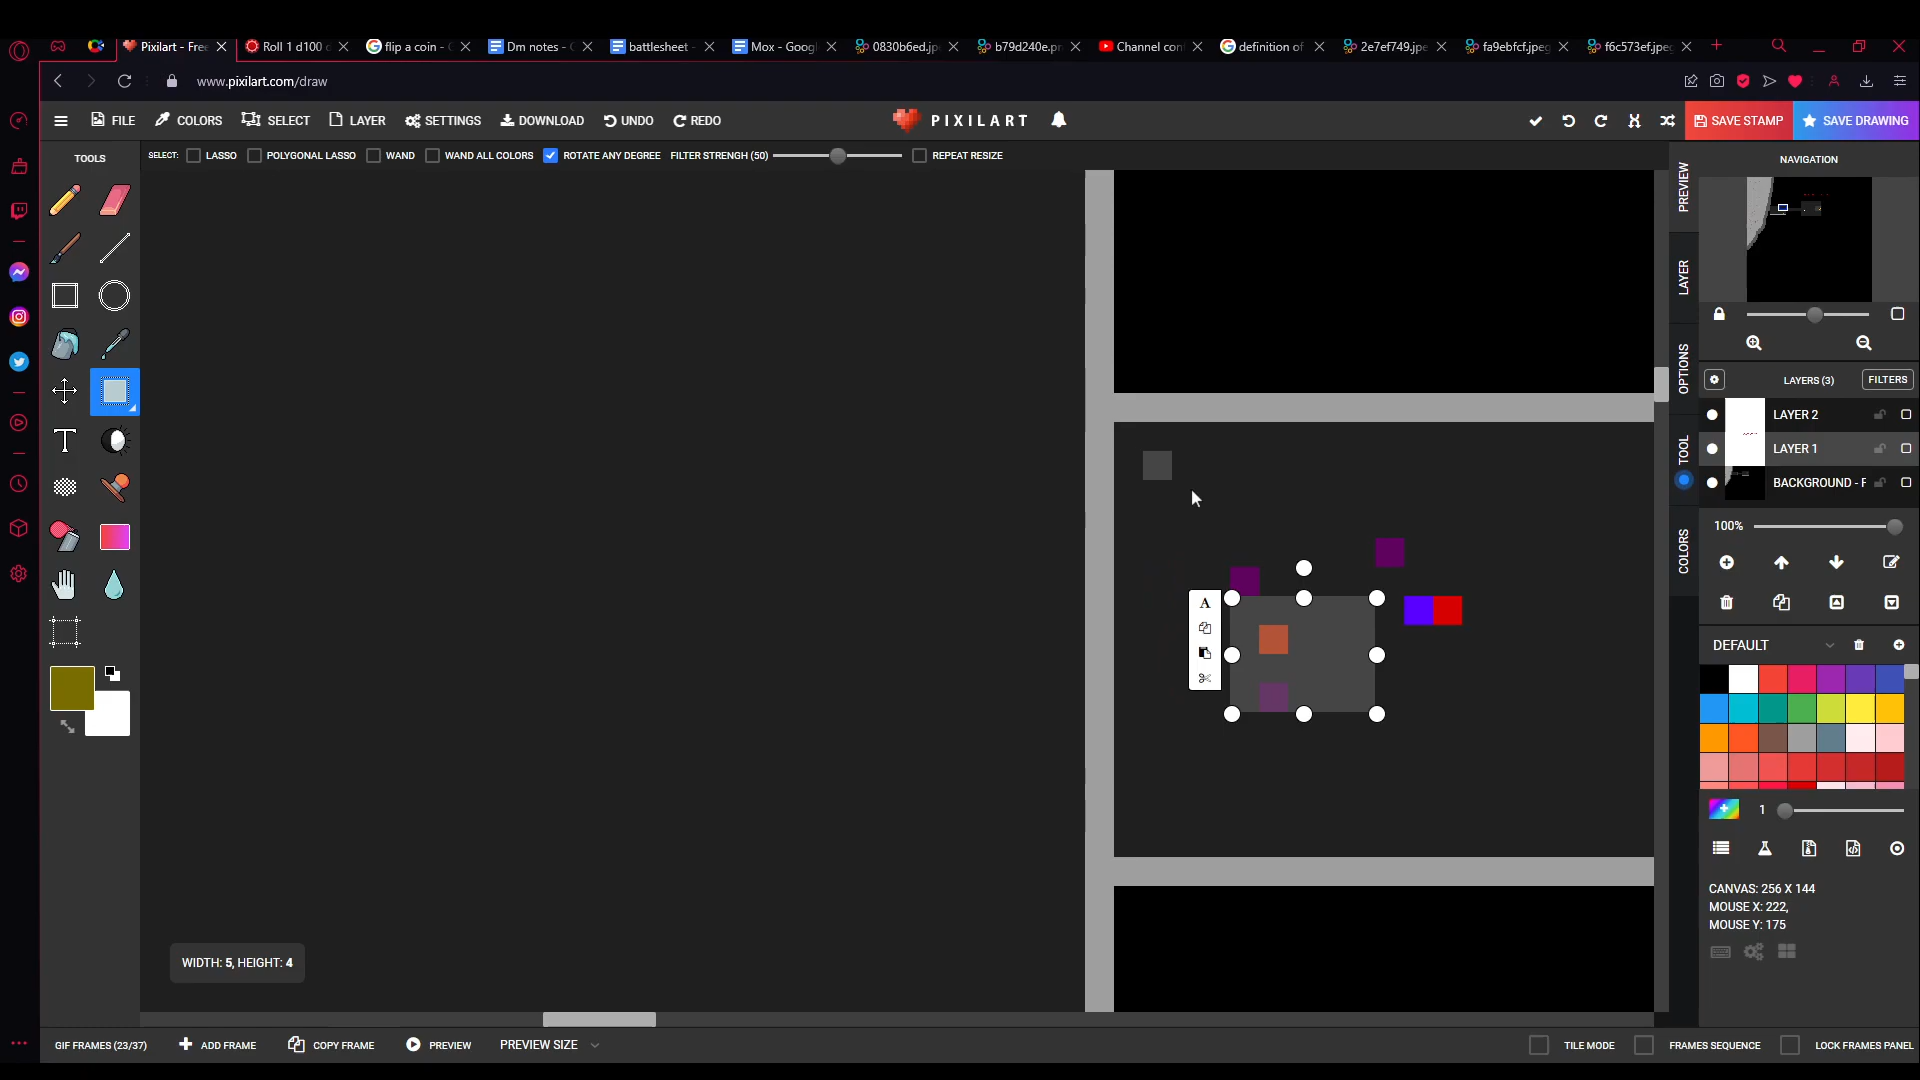 Pixilart - Free
Roll 1 d100
flip a coin -
Dm notes -
battlesheet
Mox - Googl
0830b6ed.jp
b79d240e.pn
Channel con
definition of
2e7ef749.jpe
fa9ebfcf.jpeg
f6c573ef.jpeg
www.pixilart.com/draw
FILE
COLORS
SELECT
LAYER
SETTINGS
DOWNLOAD
UNDO
REDO
PIXILART
SAVE STAMP
SAVE DRAWING
TOOLS
SELECT:
LASSO
POLYGONAL LASSO
WAND
WAND ALL COLORS
ROTATE ANY DEGREE
FILTER STRENGH (50)
REPEAT RESIZE
NAVIGATION
PREVIEW
LAYER
OPTIONS
TOOL
COLORS
LAYERS (3)
FILTERS
LAYER 2
LAYER 1
BACKGROUND - F
100%
DEFAULT
1
CANVAS: 256 X 144
MOUSE X: 222,
MOUSE Y: 175
A
WIDTH: 5, HEIGHT: 4
GIF FRAMES (23/37)
ADD FRAME
COPY FRAME
PREVIEW
PREVIEW SIZE
TILE MODE
FRAMES SEQUENCE
LOCK FRAMES PANEL